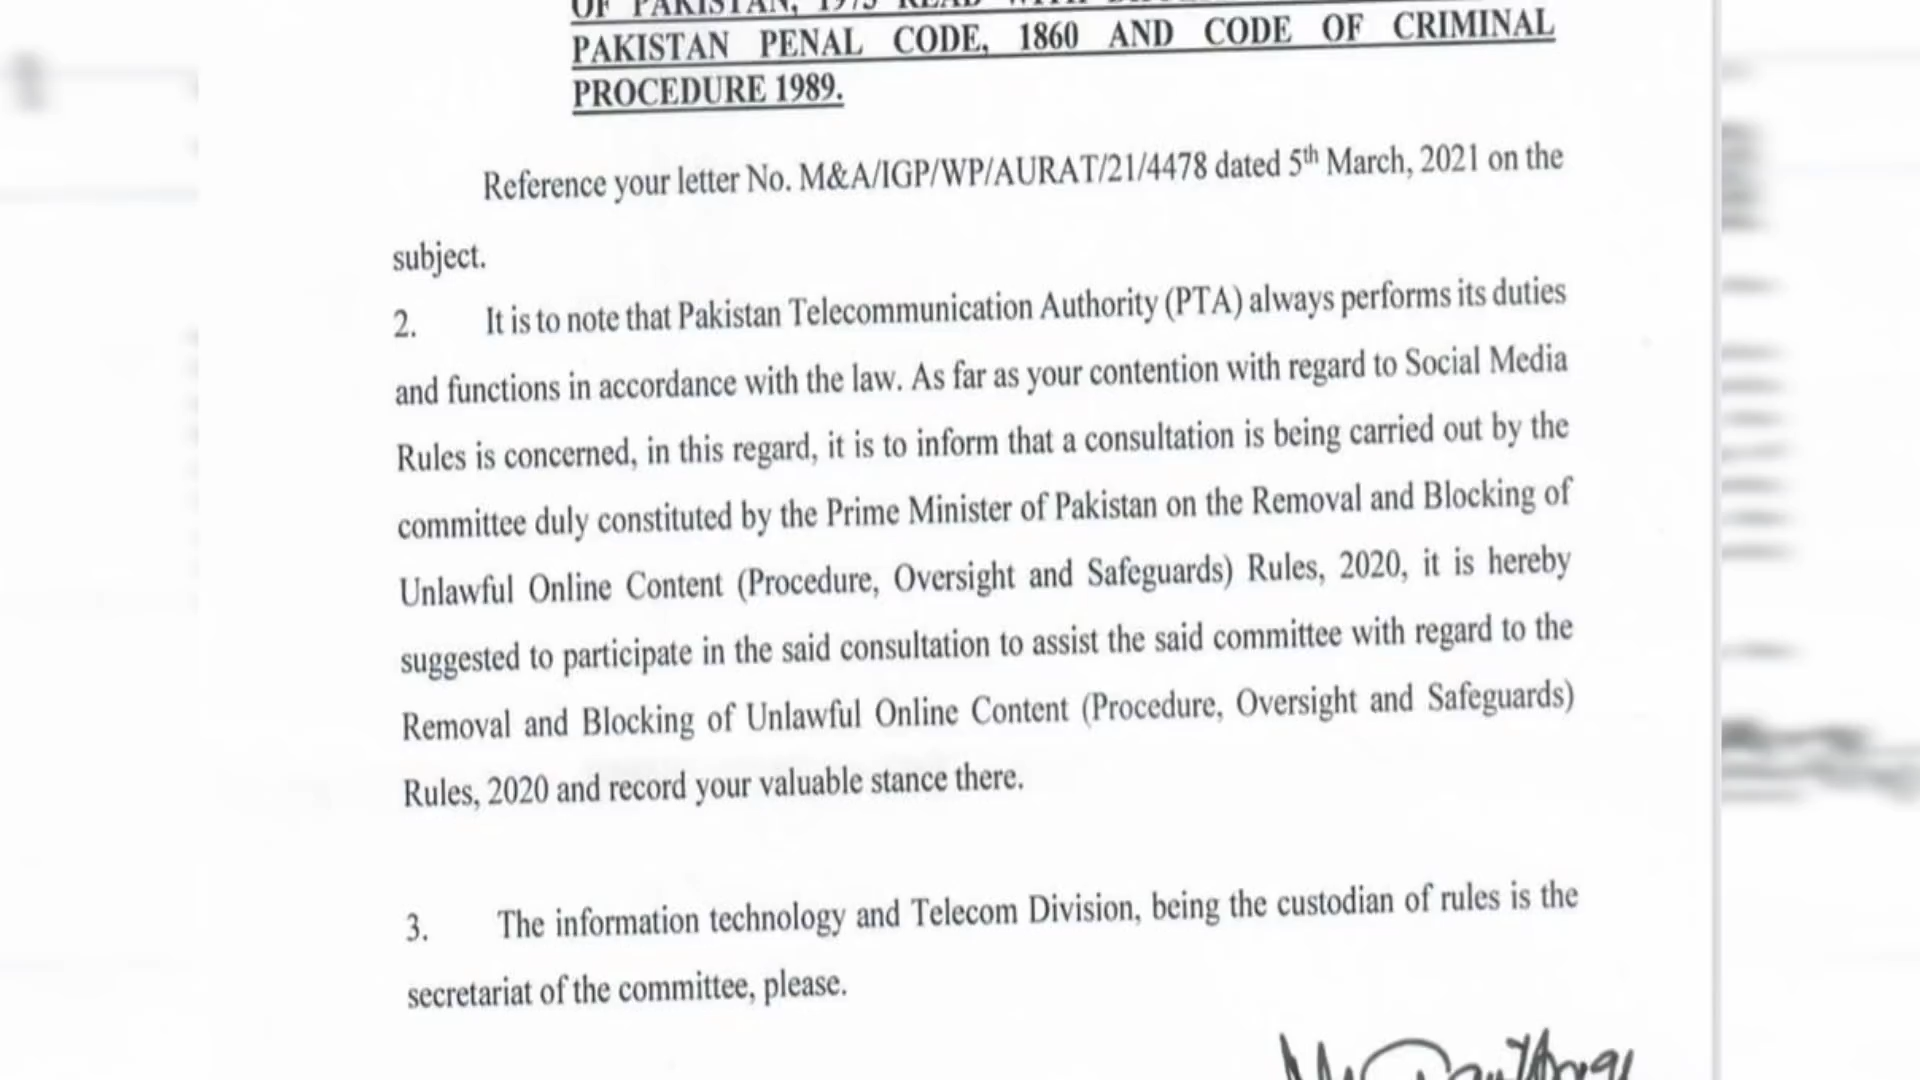 OF PAKISTAN, 1973 READ WITH
PAKISTAN PENAL CODE, 1860 AND CODE OF CRIMINAL
PROCEDURE 1989.
Reference your letter No. M&A/IGP/WP/AURAT/21/4478 dated 5th March, 2021 on the
subject.
2. It is to note that Pakistan Telecommunication Authority (PTA) always performs its duties
and functions in accordance with the law. As far as your contention with regard to Social Media
Rules is concerned, in this regard, it is to inform that a consultation is being carried out by the
committee duly constituted by the Prime Minister of Pakistan on the Removal and Blocking of
Unlawful Online Content (Procedure, Oversight and Safeguards) Rules, 2020, it is hereby
suggested to participate in the said consultation to assist the said committee with regard to the
Removal and Blocking of Unlawful Online Content (Procedure, Oversight and Safeguards)
Rules, 2020 and record your valuable stance there.
3. The information technology and Telecom Division, being the custodian of rules is the
secretariat of the committee, please.